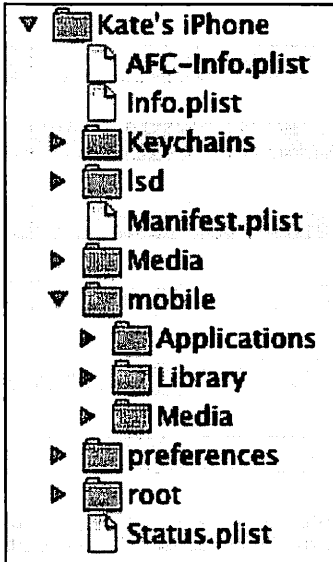 Kate's iPhone
AFC-Info.plist
Info.plist
Keychains
lsd
Manifest.plist
Media
mobile
Applications
Library
Media
preferences
root
Status.plist